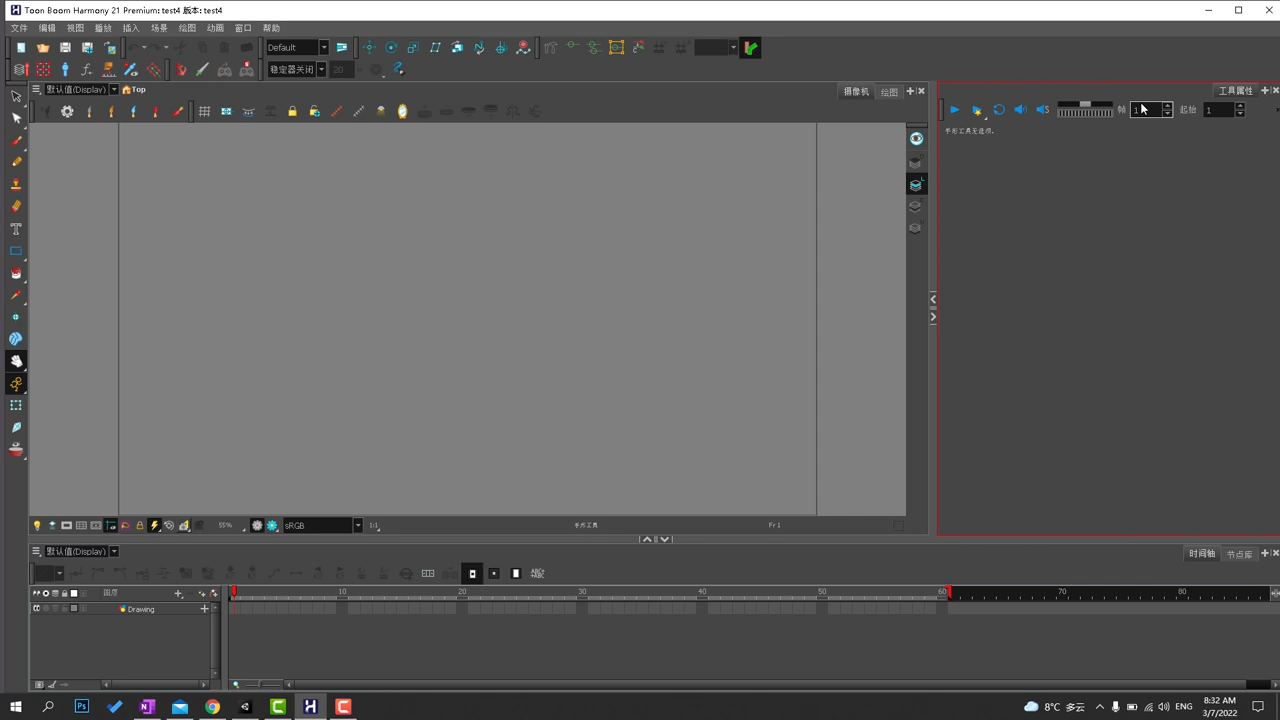 Toon Boom Harmony 21 Premium: test4 版本: test4
文件 编辑 视图 播放 插入 场景 绘图 动画 窗口 帮助
Default
稳定器关闭 20
默认值(Display) Top 摄像机 绘图
工具属性
帧 1 起始 1
手形工具无选项.
T
55% sRGB 1:1 手形工具 Fr 1
默认值(Display) 时间轴 节点库
图层 10 20 30 40 50 60 70 80
Drawing
8°C 多云 ENG 8:32 AM
3/7/2022